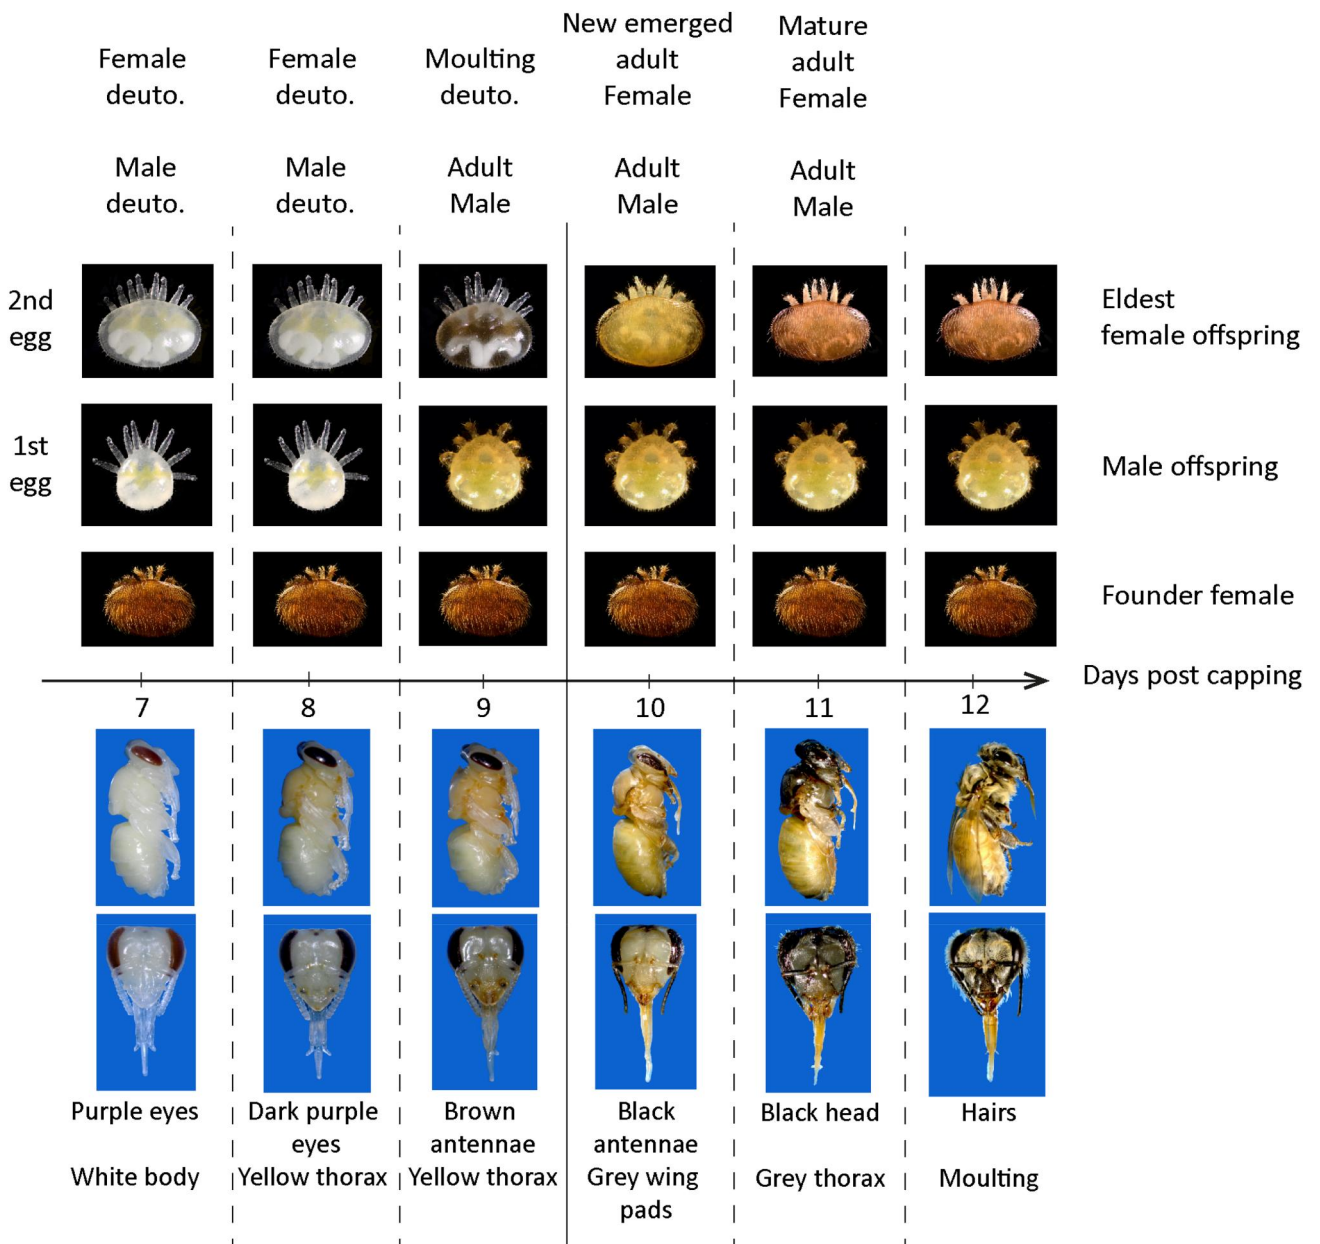 Female
deuto.
Female
deuto.
Moulting
deuto.
New emerged
adult
Female
Mature
adult
Female
Male
deuto.
Male
deuto.
Adult
Male
Adult
Male
Adult
Male
2nd
egg
Eldest
female offspring
1st
egg
Male offspring
Founder female
Days post capping
7
8
9
10
11
12
Purple eyes
White body
Dark purple
eyes
Yellow thorax
Brown
antennae
Yellow thorax
Black
antennae
Grey wing
pads
Black head
Grey thorax
Hairs
Moulting